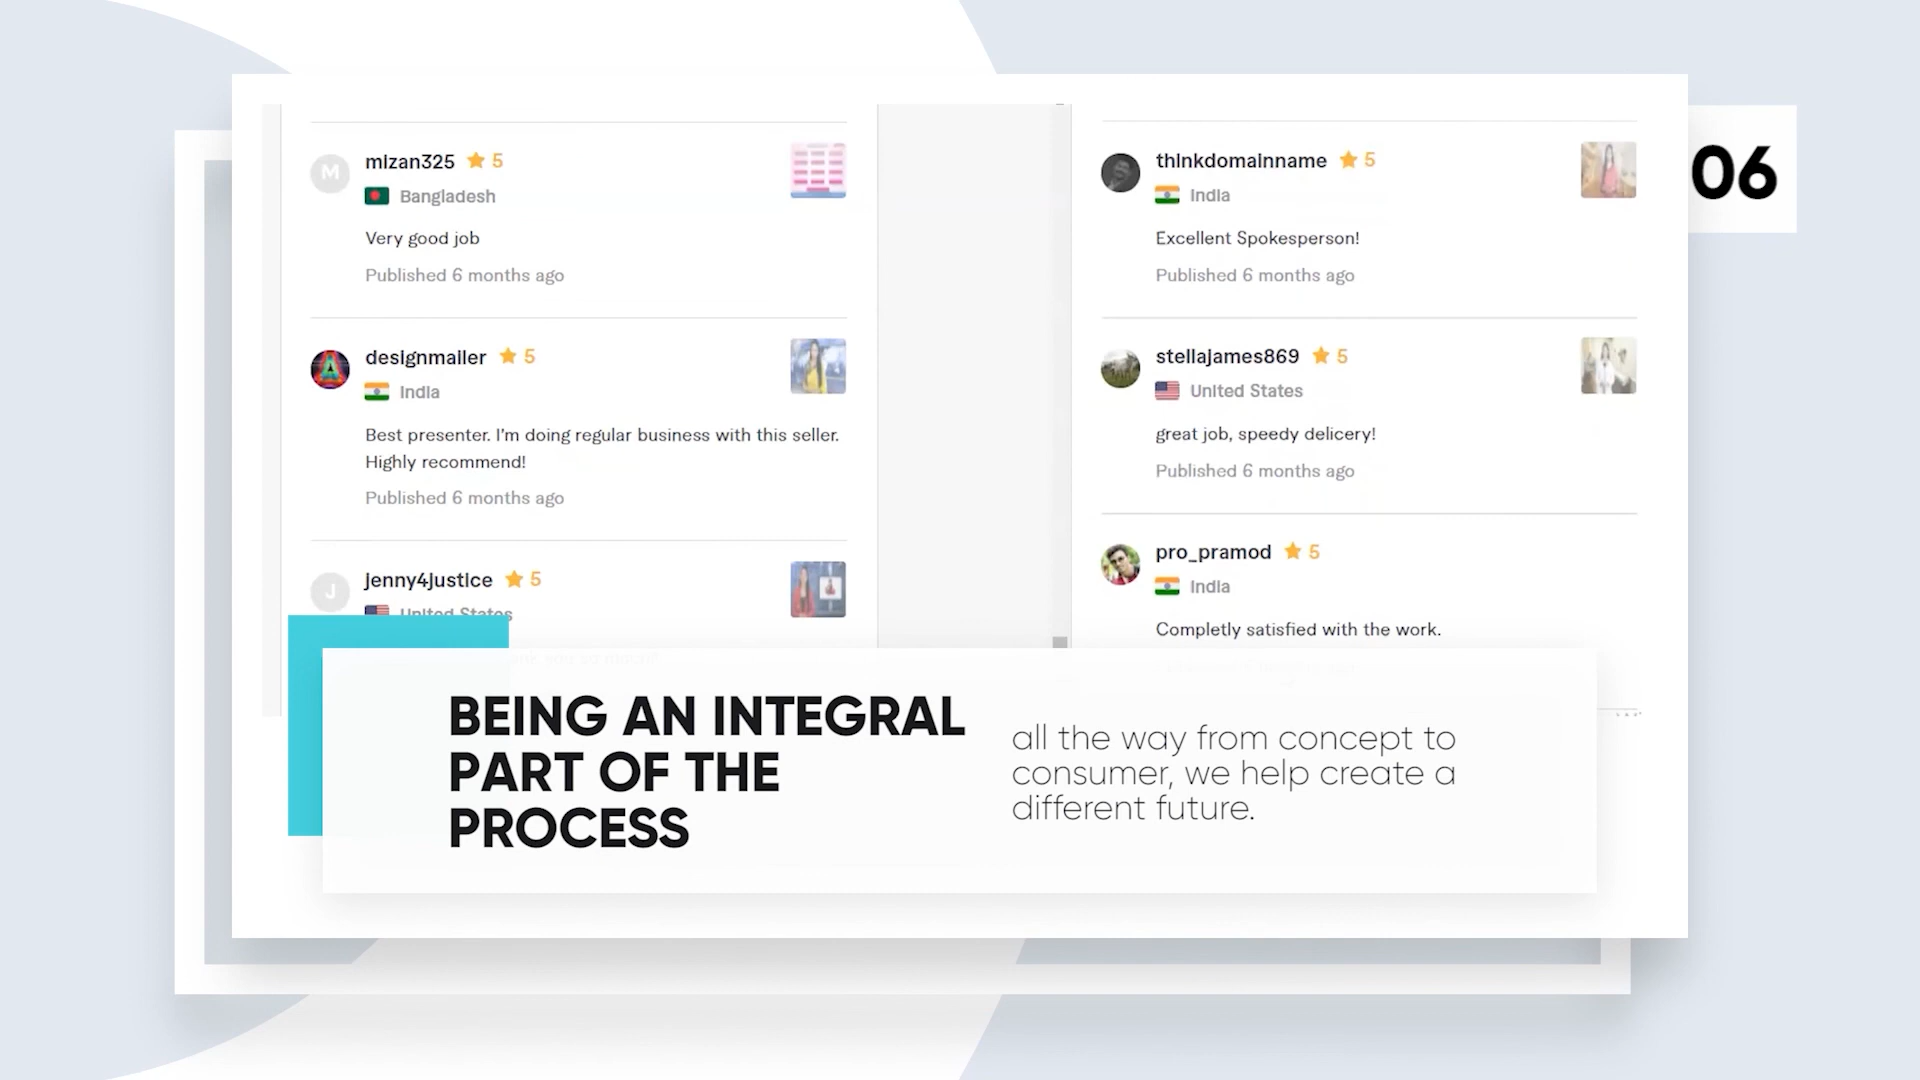 M
mizan325 5
Bangladesh
Very good job
Published 6 months ago
designmailer 5
India
Best presenter. I'm doing regular business with this seller.
Highly recommend!
Published 6 months ago
J
jenny4justice 5
United States
thinkdomainname 5
India
Excellent Spokesperson!
Published 6 months ago
stellajames869 5
United States
great job, speedy delicery!
Published 6 months ago
pro_pramod 5
India
Completly satisfied with the work.
06
BEING AN INTEGRAL
PART OF THE
PROCESS
all the way from concept to
consumer, we help create a
different future.